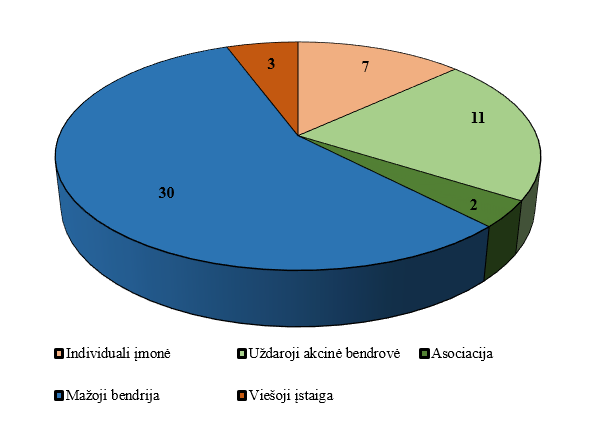 3
7
11
2
30
Individuali įmonė Uždaroji akcinė bendrovė Asociacija
Mažoji bendrija Viešoji įstaiga